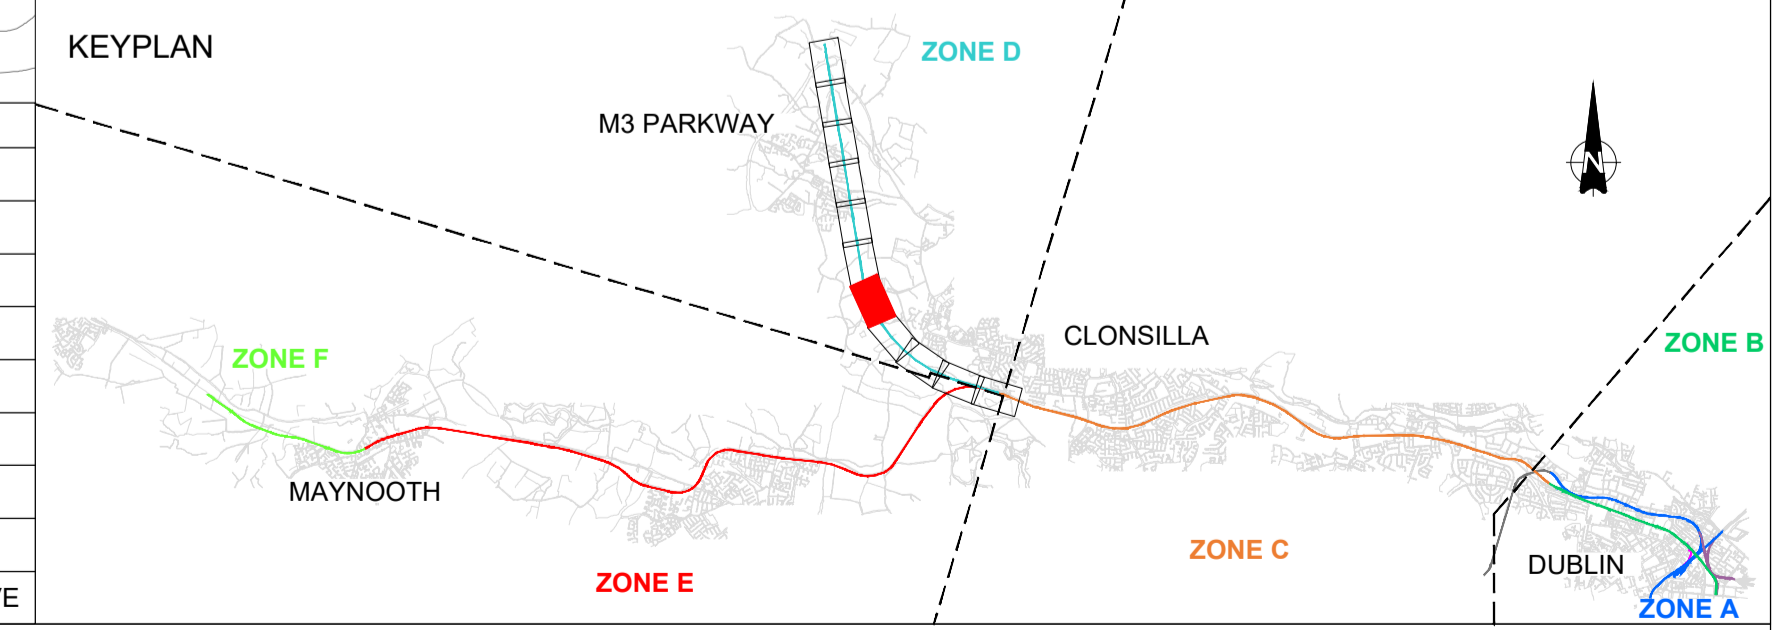 KEYPLAN
ZONE D
M3 PARKWAY
N
CLONSILLA
ZONE B
ZONE F
MAYNOOTH
ZONE C
DUBLIN
ZONE E
ZONE A